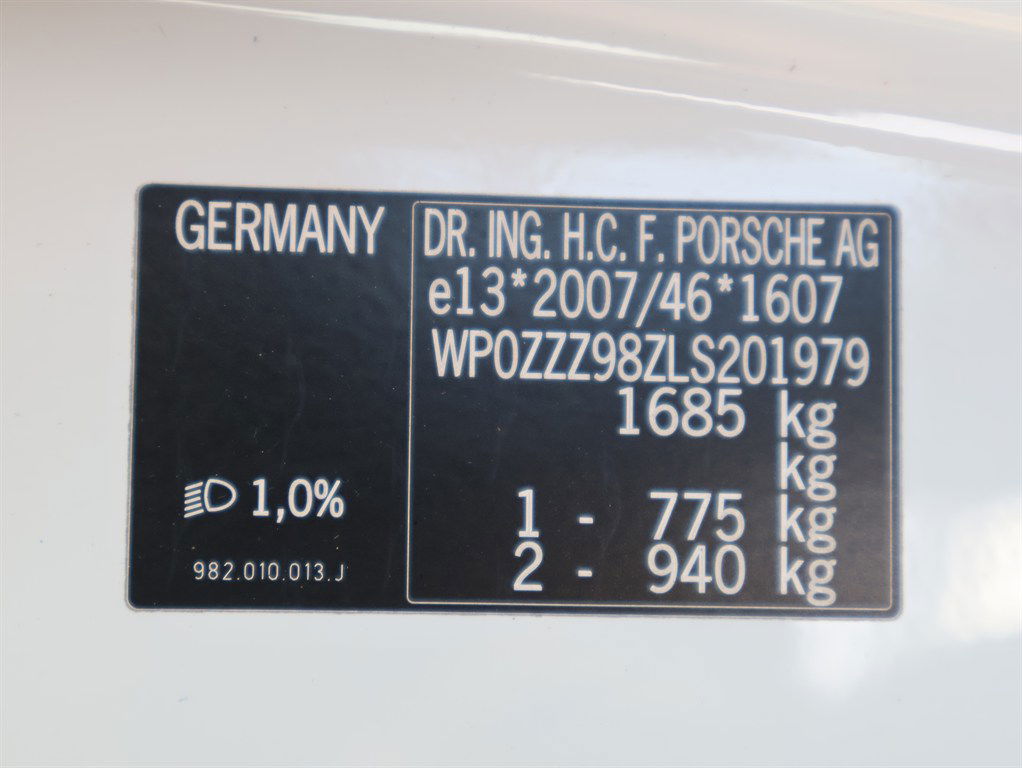 GERMANY
DR. ING. H.C. F. PORSCHE AG
e13*2007/46*1607
WP0ZZZ98ZLS201979
1685 kg
kg
1 - 775 kg
2 - 940 kg
1,0%
982.010.013.J